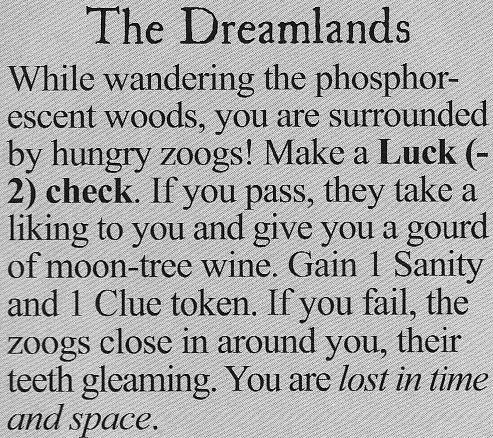 The Dreamlands
While wandering the phosphor-
escent woods, you are surrounded
by hungry zoogs! Make a Luck (-
2) check. If you pass, they take a
liking to you and give you a gourd
of moon-tree wine. Gain 1 Sanity
and 1 Clue token. If you fail, the
zoogs close in around you, their
teeth gleaming. You are lost in time
and space.